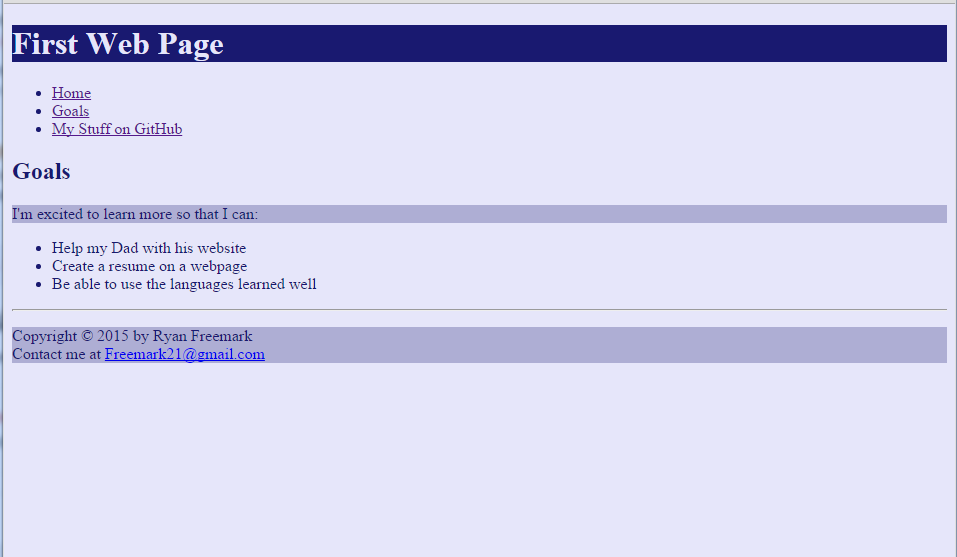 First Web Page
Home
Goals
My Stuff on GitHub
Goals
I'm excited to learn more so that I can:
Help my Dad with his website
Create a resume on a webpage
Be able to use the languages learned well
Copyright © 2015 by Ryan Freemark
Contact me at Freemark21@gmail.com